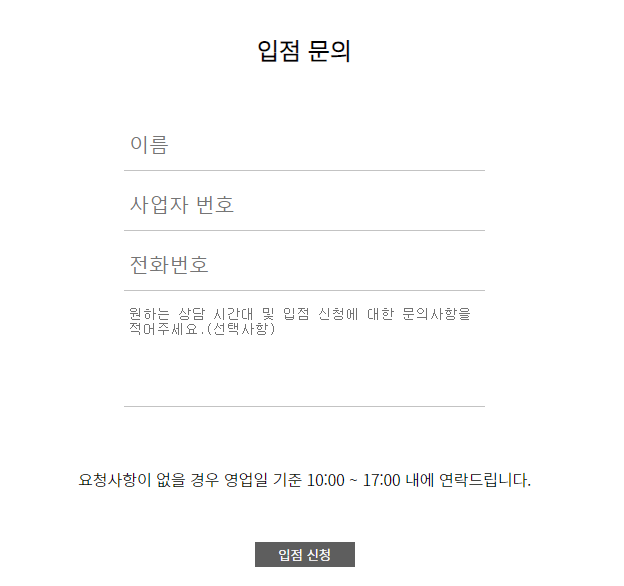 입점 문의
이름
사업자 번호
전화번호
원하는 상담 시간대 및 입점 신청에 대한 문의사항을
적어주세요.(선택사항)
요청사항이 없을 경우 영업일 기준 10:00 ~ 17:00 내에 연락드립니다.
입점 신청